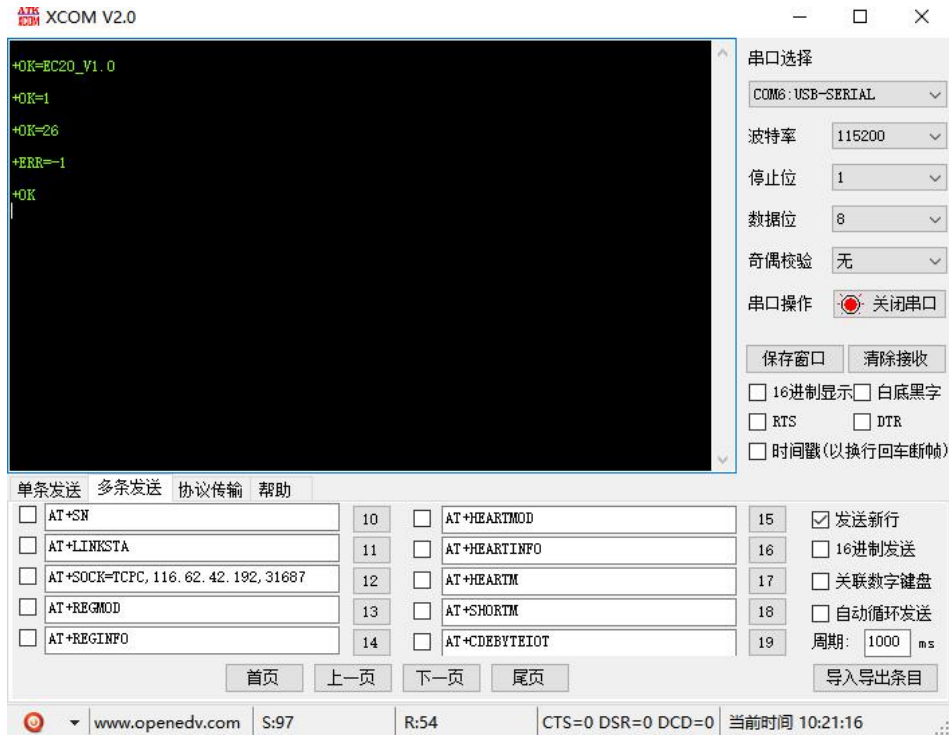 ATK XCOM XCOM V2.0
+OK=EC20_V1.0
+OK=1
+OK=26
+ERR=-1
+OK
串口选择
COM6:USB-SERIAL
波特率 115200
停止位 1
数据位 8
奇偶校验 无
串口操作 关闭串口
保存窗口 清除接收
16进制显示 白底黑字
RTS DTR
时间戳(以换行回车断帧)
单条发送 多条发送 协议传输 帮助
AT+SN 10 AT+HEARTMOD 15 发送新行
AT+LINKSTA 11 AT+HEARTINFO 16 16进制发送
AT+SOCK=TCPC,116.62.42.192,31687 12 AT+HEARTM 17 关联数字键盘
AT+REGMOD 13 AT+SHORTM 18 自动循环发送
AT+REGINFO 14 AT+CDEBYTEIOT 19 周期: 1000 ms
首页 上一页 下一页 尾页 导入导出条目
www.openedv.com S:97 R:54 CTS=0 DSR=0 DCD=0 当前时间 10:21:16